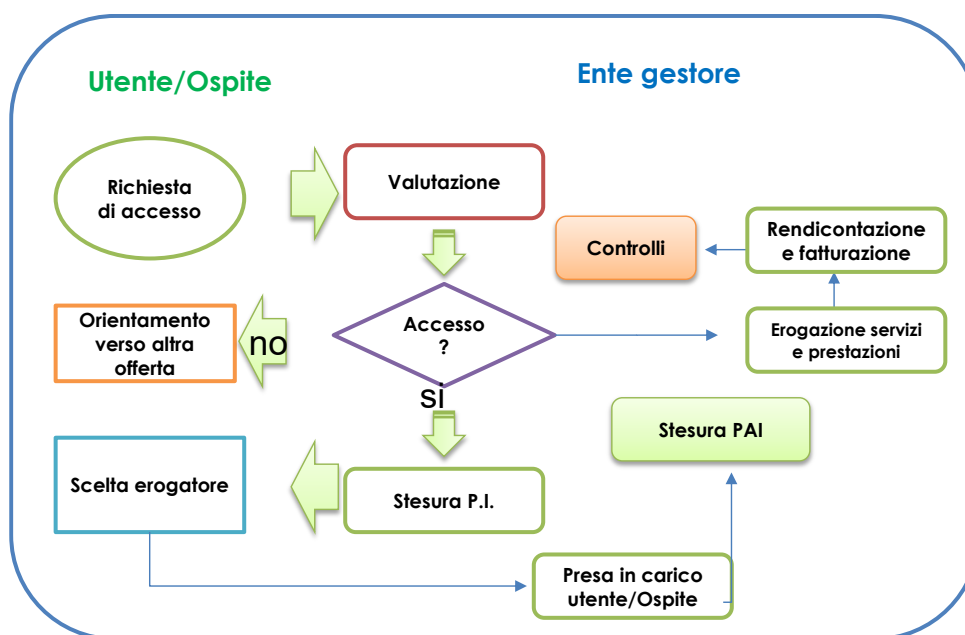 Utente/Ospite
Ente gestore
Richiesta
di accesso
Valutazione
Controlli
Rendicontazione
e fatturazione
Orientamento
verso altra
offerta
no
Accesso
?
si
Erogazione servizi
e prestazioni
Stesura PAI
Scelta erogatore
Stesura P.I.
Presa in carico
utente/Ospite